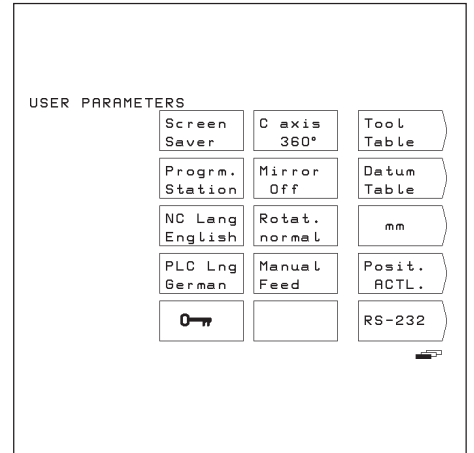 USER PARAMETERS
Screen
Saver
C axis
360°
Tool
Table
Progrm.
Station
Mirror
Off
Datum
Table
NC Lang
English
Rotat.
normal
mm
PLC Lng
German
Manual
Feed
Posit.
ACTL.
RS-232